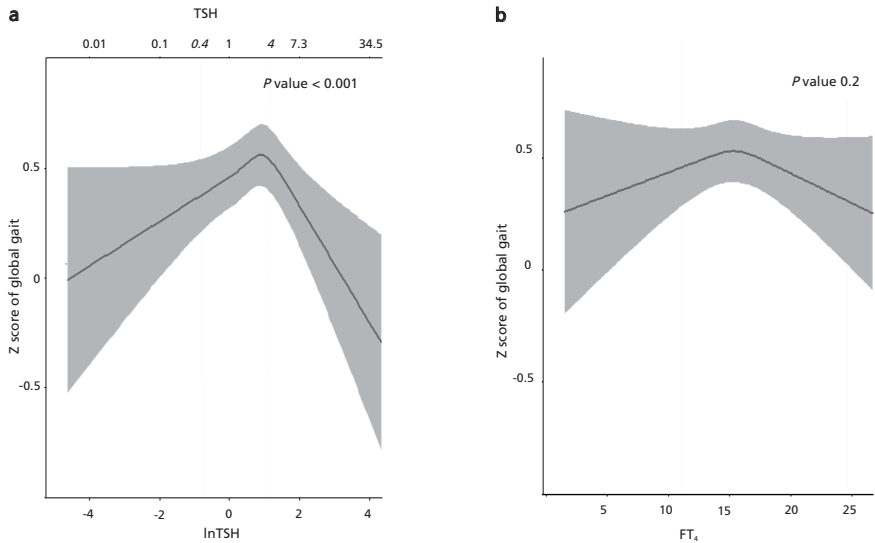 a
TSH
0.01 0.1 0.4 1 4 7.3 34.5
P value < 0.001
0.5
0
-0.5
Z score of global gait
-4 -2 0 2 4
lnTSH
b
P value 0.2
0.5
0
-0.5
Z score of global gait
5 10 15 20 25
FT₄